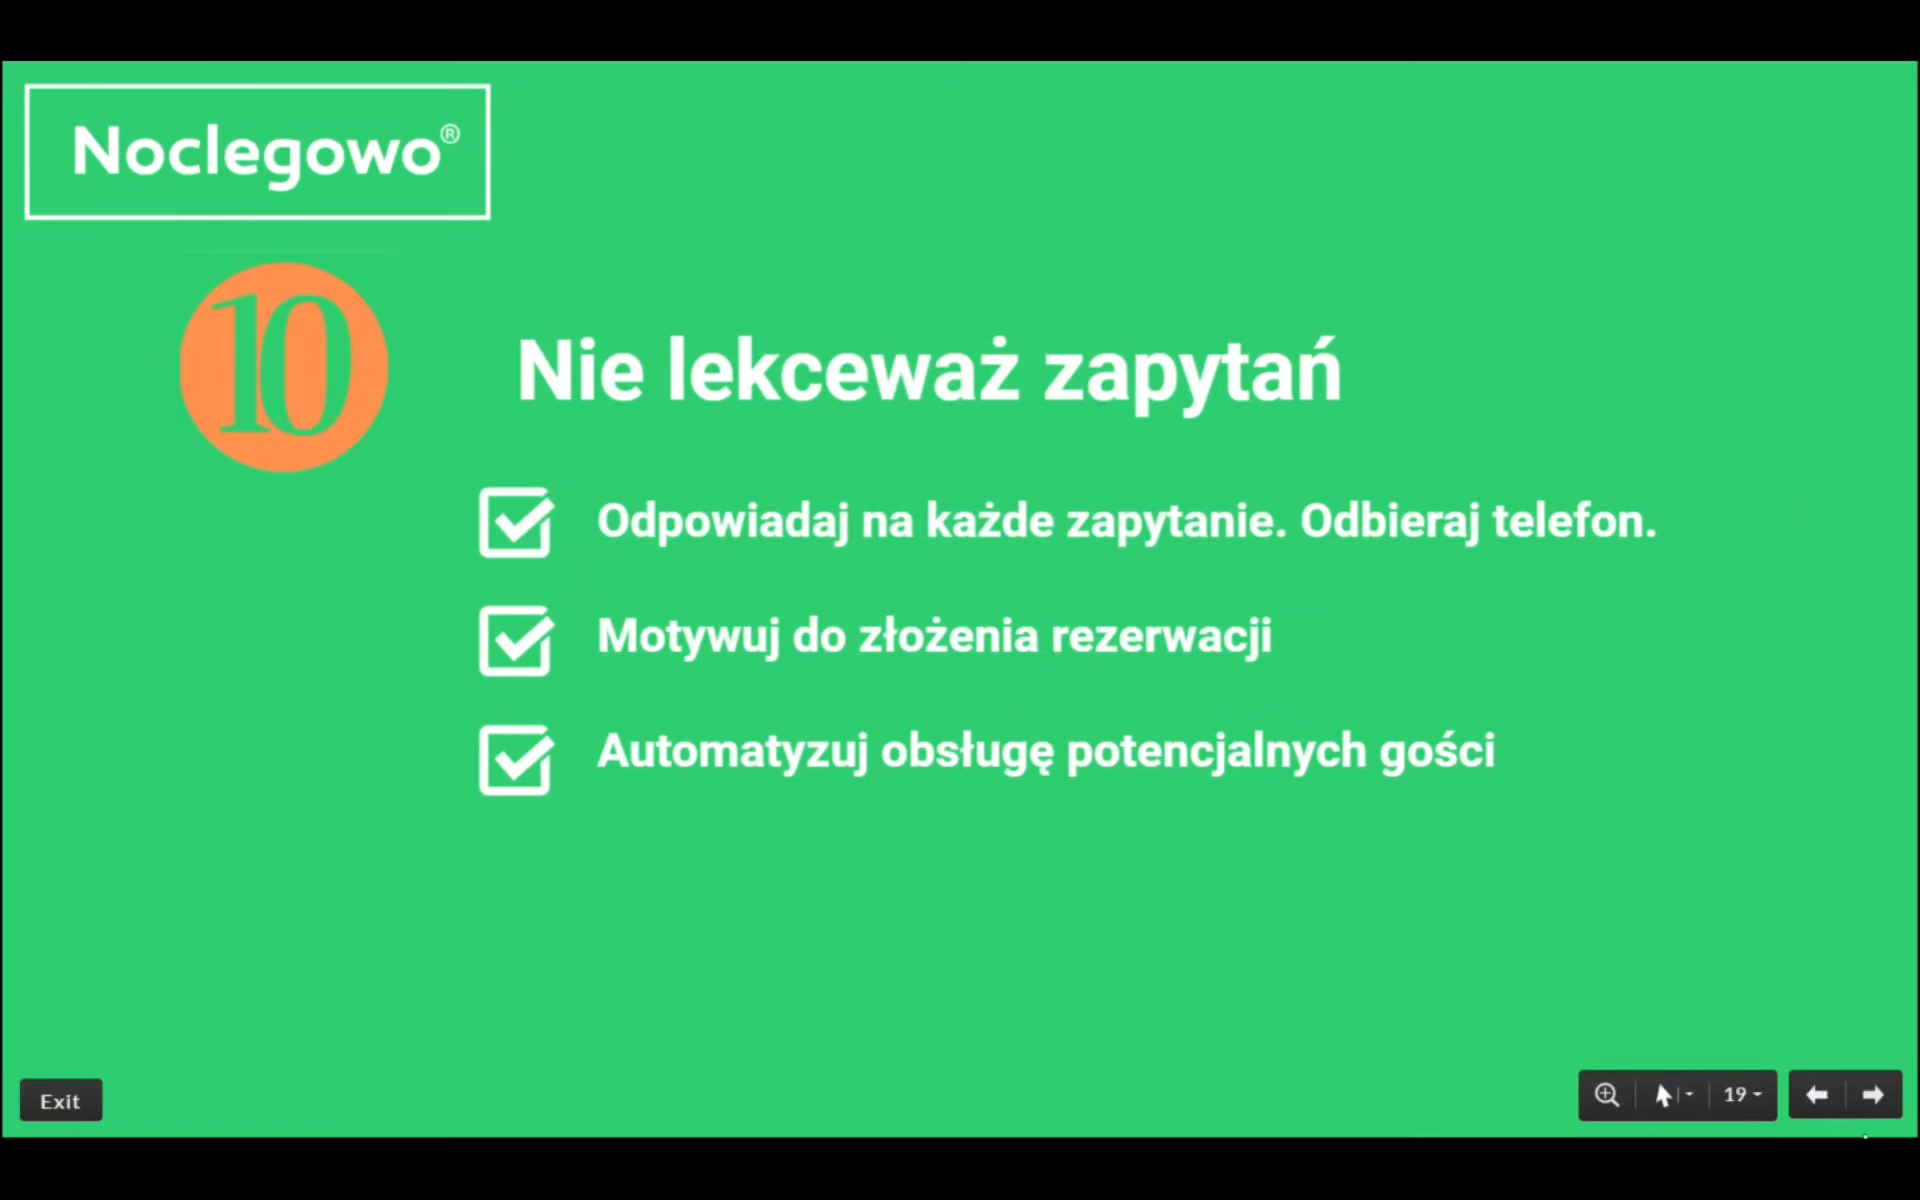 Noclegowo®
10
Nie lekceważ zapytań
Odpowiadaj na każde zapytanie. Odbieraj telefon.
Motywuj do złożenia rezerwacji
Automatyzuj obsługę potencjalnych gości
Exit
19